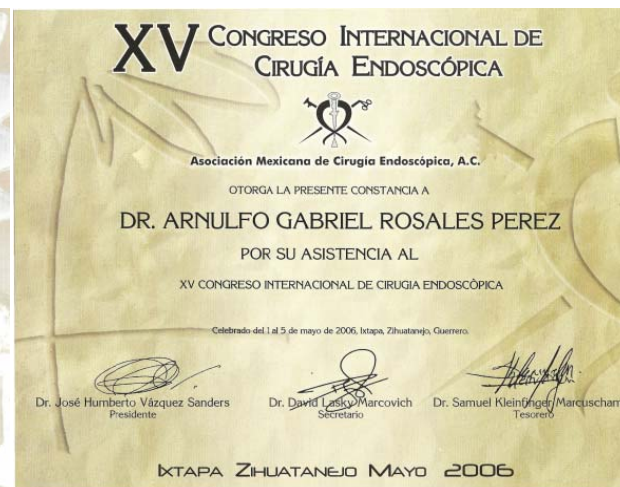 XV CONGRESO INTERNACIONAL DE
CIRUGÍA ENDOSCÓPICA
Asociación Mexicana de Cirugía Endoscópica, A.C.
OTORGA LA PRESENTE CONSTANCIA A
DR. ARNULFO GABRIEL ROSALES PEREZ
POR SU ASISTENCIA AL
XV CONGRESO INTERNACIONAL DE CIRUGIA ENDOSCÒPICA
Celebrado del 1 al 5 de mayo de 2006, Ixtapa, Zihuatanejo, Guerrero.
Dr. José Humberto Vázquez Sanders
Presidente
Dr. David Lasky Marcovich
Secretario
Dr. Samuel Kleinfinger Marcuschamer
Tesorero
IXTAPA ZIHUATANEJO MAYO 2006